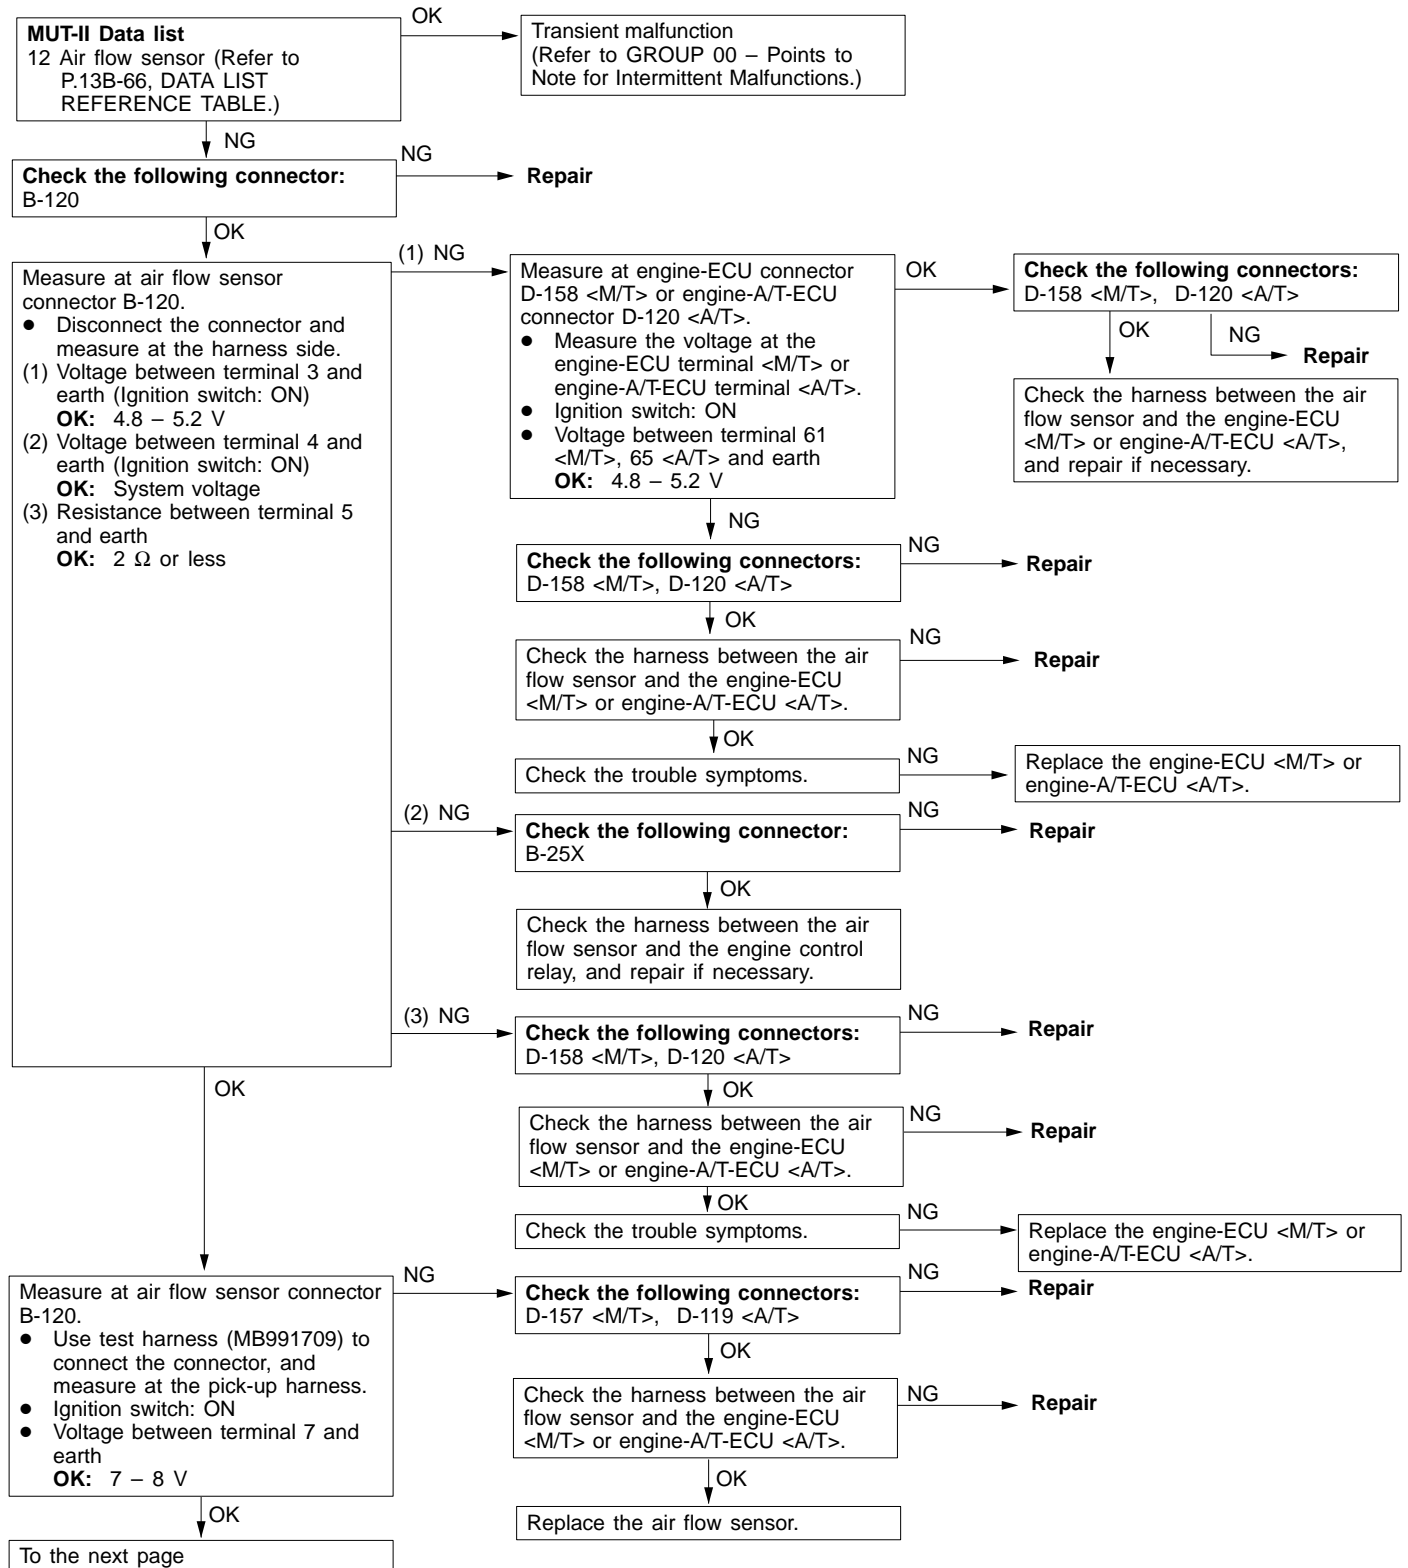 MUT-II Data list
12 Air flow sensor (Refer to
P.13B-66, DATA LIST
REFERENCE TABLE.)
OK
Transient malfunction
(Refer to GROUP 00 – Points to
Note for Intermittent Malfunctions.)
NG
Check the following connector:
B-120
NG
Repair
OK
Measure at air flow sensor
connector B-120.
● Disconnect the connector and
measure at the harness side.
(1) Voltage between terminal 3 and
earth (Ignition switch: ON)
OK: 4.8 – 5.2 V
(2) Voltage between terminal 4 and
earth (Ignition switch: ON)
OK: System voltage
(3) Resistance between terminal 5
and earth
OK: 2 Ω or less
(1) NG
Measure at engine-ECU connector
D-158 <M/T> or engine-A/T-ECU
connector D-120 <A/T>.
● Measure the voltage at the
engine-ECU terminal <M/T> or
engine-A/T-ECU terminal <A/T>.
● Ignition switch: ON
● Voltage between terminal 61
<M/T>, 65 <A/T> and earth
OK: 4.8 – 5.2 V
OK
Check the following connectors:
D-158 <M/T>, D-120 <A/T>
OK
NG
Repair
Check the harness between the air
flow sensor and the engine-ECU
<M/T> or engine-A/T-ECU <A/T>,
and repair if necessary.
NG
Check the following connectors:
D-158 <M/T>, D-120 <A/T>
NG
Repair
OK
Check the harness between the air
flow sensor and the engine-ECU
<M/T> or engine-A/T-ECU <A/T>.
NG
Repair
OK
Check the trouble symptoms.
NG
Replace the engine-ECU <M/T> or
engine-A/T-ECU <A/T>.
(2) NG
Check the following connector:
B-25X
NG
Repair
OK
Check the harness between the air
flow sensor and the engine control
relay, and repair if necessary.
(3) NG
Check the following connectors:
D-158 <M/T>, D-120 <A/T>
NG
Repair
OK
Check the harness between the air
flow sensor and the engine-ECU
<M/T> or engine-A/T-ECU <A/T>.
NG
Repair
OK
Check the trouble symptoms.
NG
Replace the engine-ECU <M/T> or
engine-A/T-ECU <A/T>.
OK
Measure at air flow sensor connector
B-120.
● Use test harness (MB991709) to
connect the connector, and
measure at the pick-up harness.
● Ignition switch: ON
● Voltage between terminal 7 and
earth
OK: 7 – 8 V
NG
Check the following connectors:
D-157 <M/T>, D-119 <A/T>
NG
Repair
OK
Check the harness between the air
flow sensor and the engine-ECU
<M/T> or engine-A/T-ECU <A/T>.
NG
Repair
OK
Replace the air flow sensor.
OK
To the next page